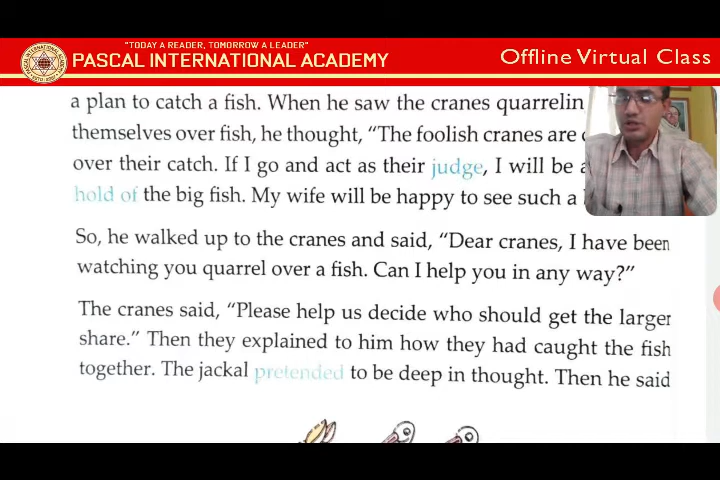 "TODAY A READER, TOMORROW A LEADER"
PASCAL INTERNATIONAL ACADEMY
Offline Virtual Class
a plan to catch a fish. When he saw the cranes quarrelin
themselves over fish, he thought, "The foolish cranes are
over their catch. If I go and act as their judge, I will be
hold of the big fish. My wife will be happy to see such a
So, he walked up to the cranes and said, "Dear cranes, I have been
watching you quarrel over a fish. Can I help you in any way?"
The cranes said, "Please help us decide who should get the larger
share." Then they explained to him how they had caught the fish
together. The jackal pretended to be deep in thought. Then he said